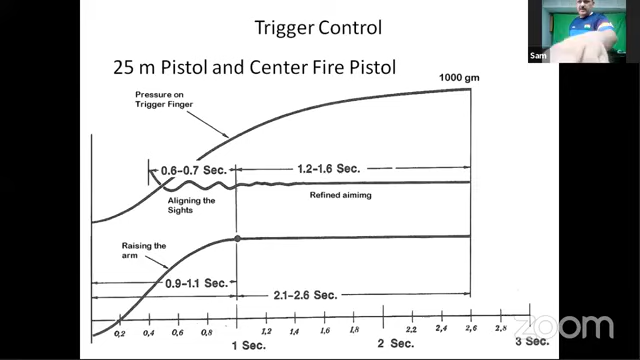 Trigger Control
25 m Pistol and Center Fire Pistol
Sam
1000 gm
Pressure on
Trigger Finger
0.6–0.7 Sec.
1.2–1.6 Sec.
Aligning the
Sights
Refined aimimg
Raising the
arm
0.9–1.1 Sec.
2.1–2.6 Sec.
0,2 0,4 0,6 0,8 1,2 1,4 1,6 1,8 2,2 2,4 2,6 2,8
1 Sec. 2 Sec. 3 Sec.
zoom